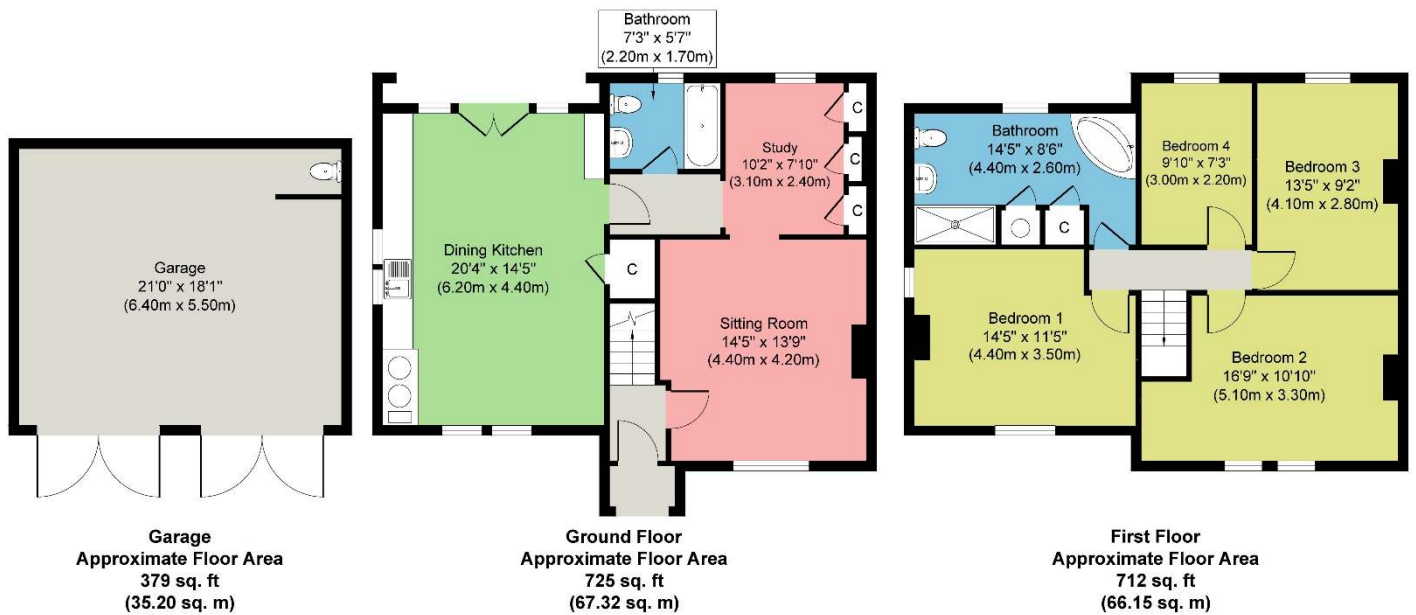 Garage
21'0" x 18'1"
(6.40m x 5.50m)
Garage
Approximate Floor Area
379 sq. ft
(35.20 sq. m)
Bathroom
7'3" x 5'7"
(2.20m x 1.70m)
Study
10'2" x 7'10"
(3.10m x 2.40m)
C
C
C
Dining Kitchen
20'4" x 14'5"
(6.20m x 4.40m)
C
Sitting Room
14'5" x 13'9"
(4.40m x 4.20m)
Ground Floor
Approximate Floor Area
725 sq. ft
(67.32 sq. m)
Bathroom
14'5" x 8'6"
(4.40m x 2.60m)
C
Bedroom 4
9'10" x 7'3"
(3.00m x 2.20m)
Bedroom 3
13'5" x 9'2"
(4.10m x 2.80m)
Bedroom 1
14'5" x 11'5"
(4.40m x 3.50m)
Bedroom 2
16'9" x 10'10"
(5.10m x 3.30m)
First Floor
Approximate Floor Area
712 sq. ft
(66.15 sq. m)